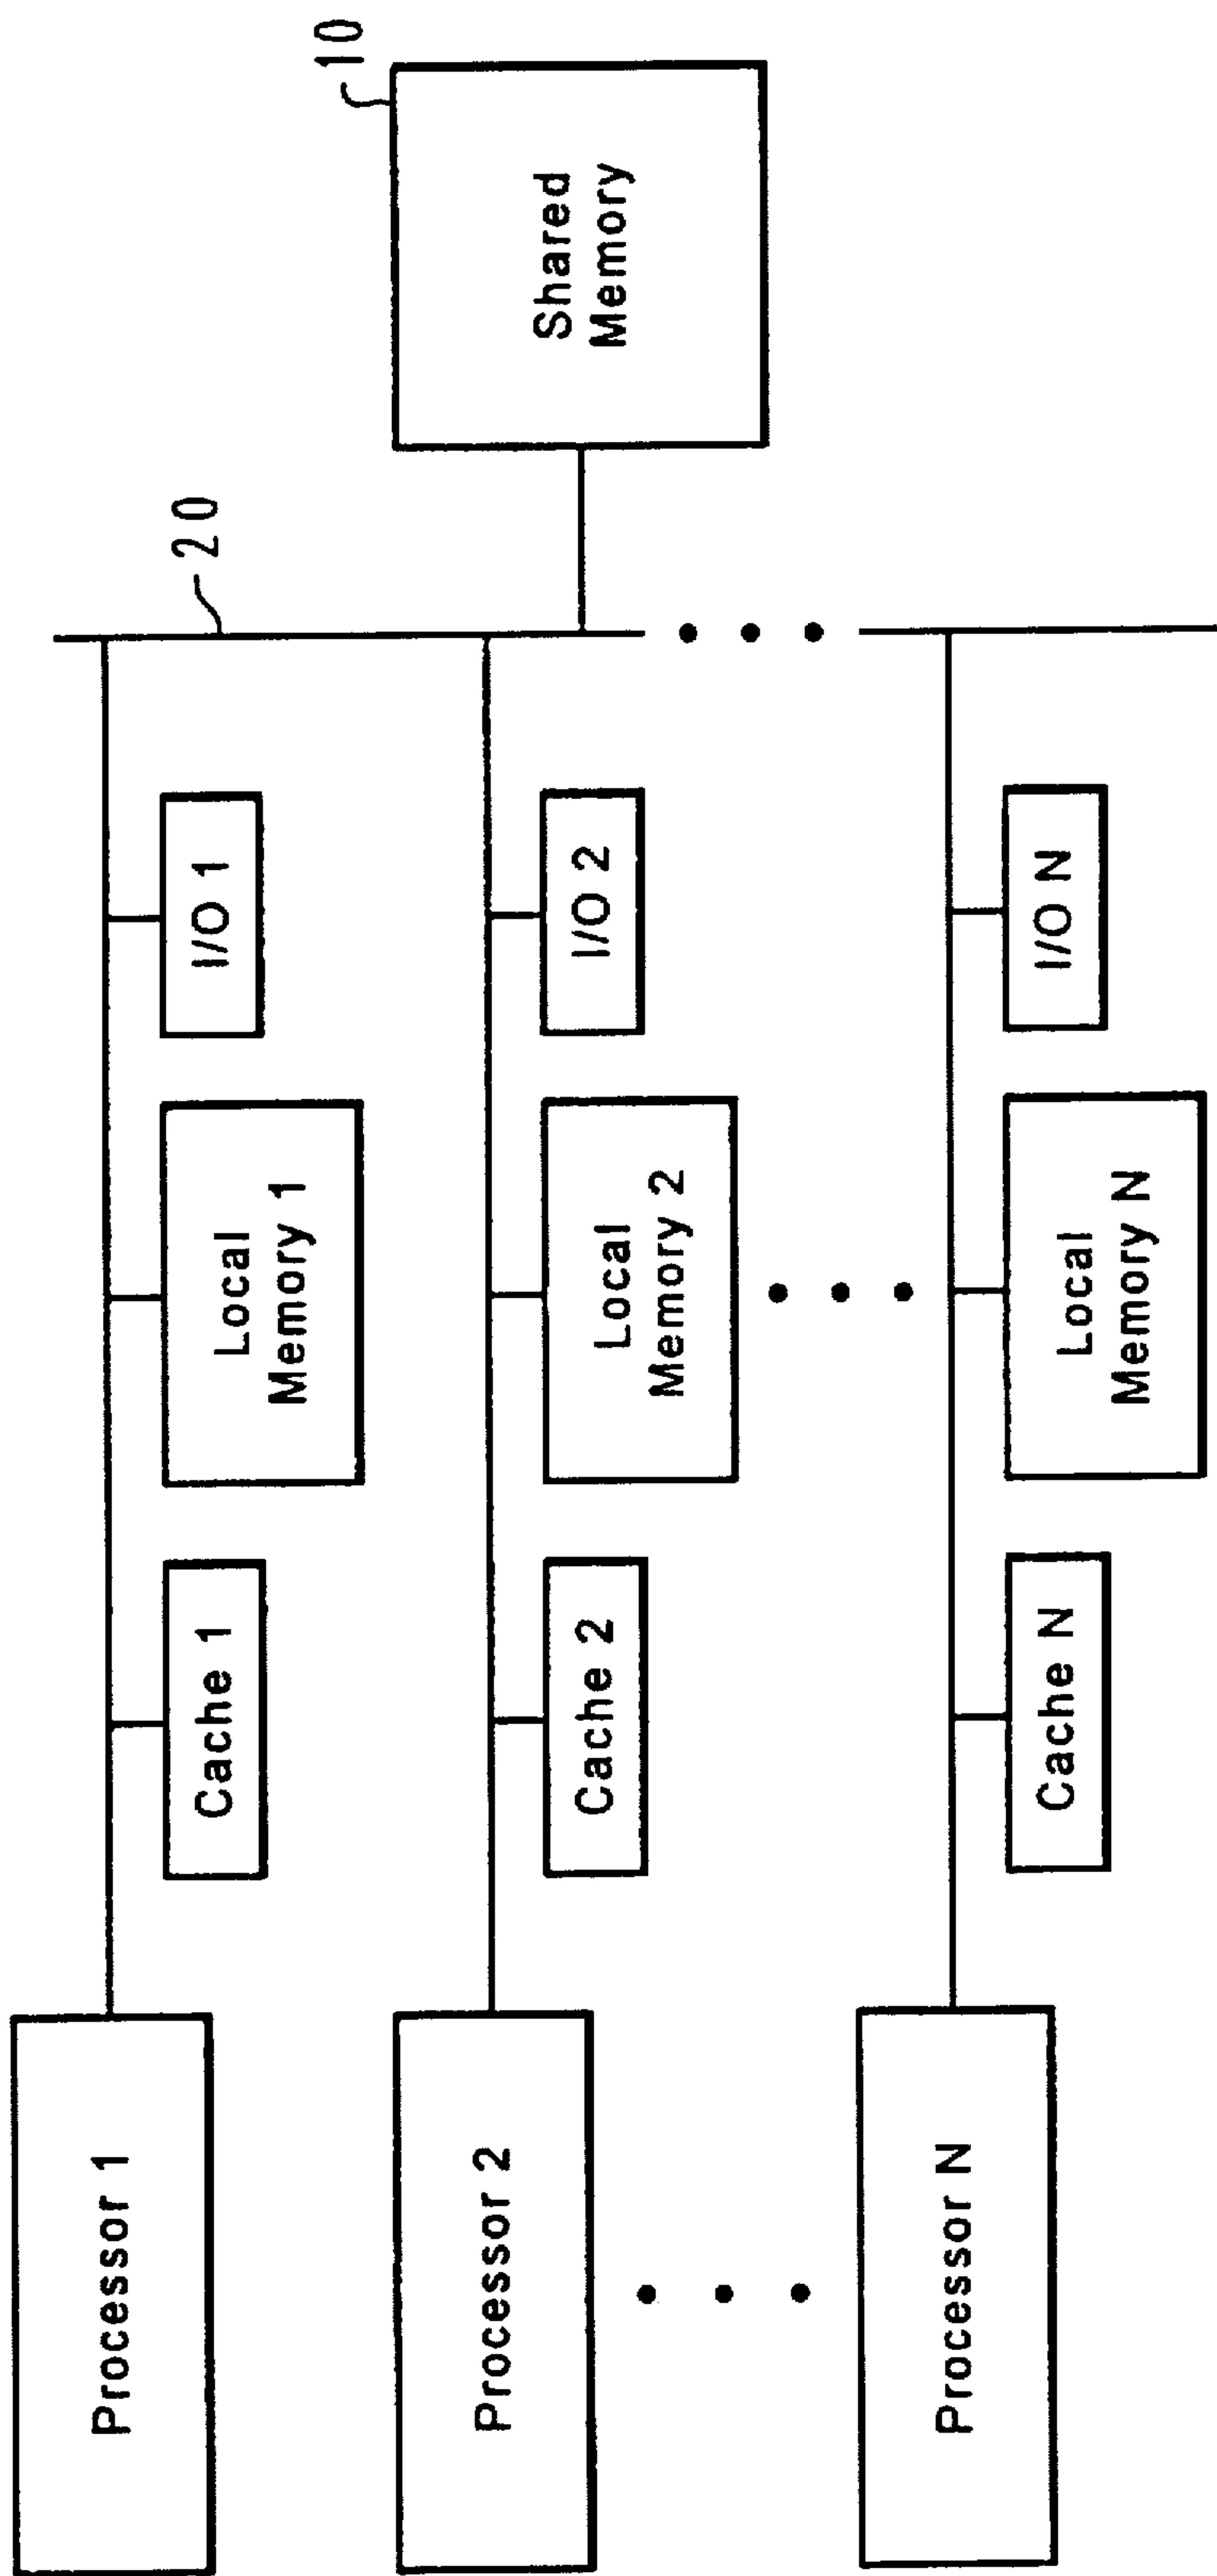 Processor 1
Cache 1
Local
Memory 1
I/O 1
20
10
Shared
Memory
Processor 2
Cache 2
Local
Memory 2
I/O 2
Processor N
Cache N
Local
Memory N
I/O N